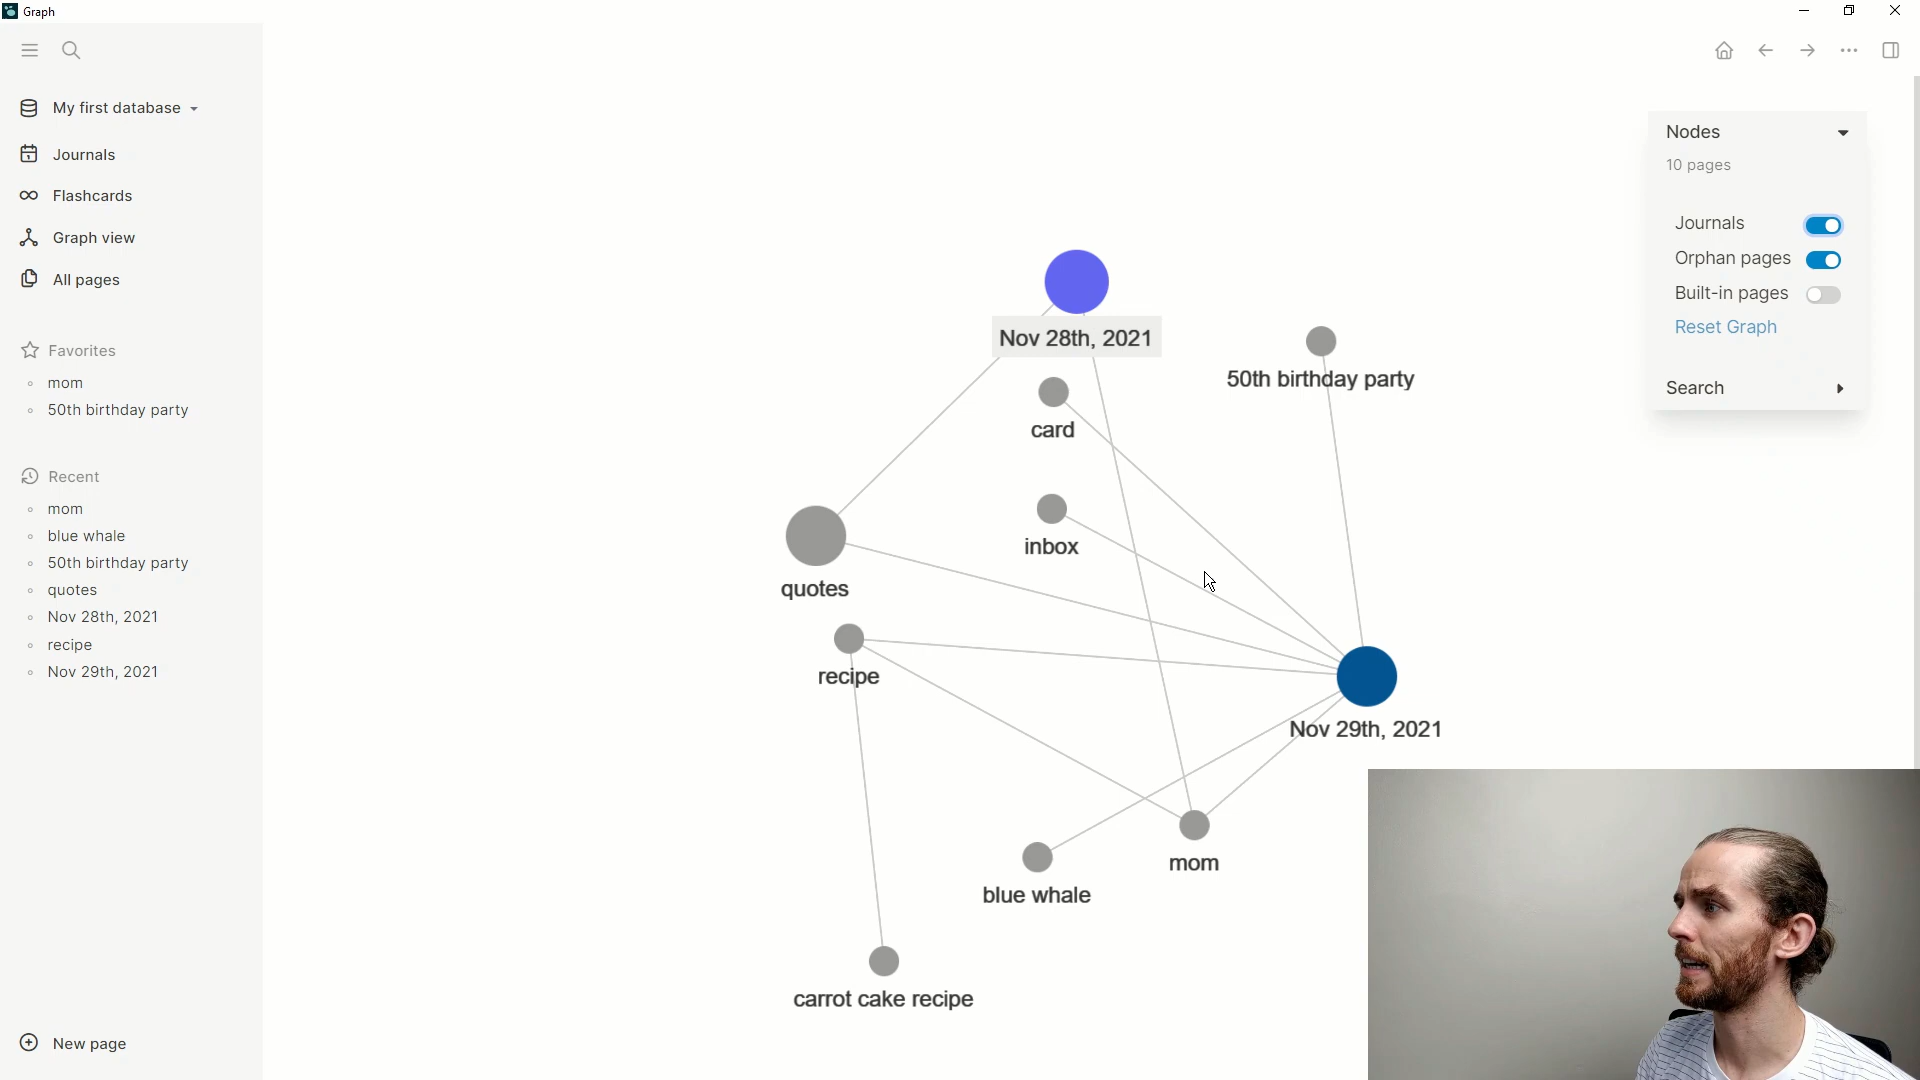 Graph
My first database
Journals
Flashcards
Graph view
All pages
Favorites
mom
50th birthday party
Recent
mom
blue whale
50th birthday party
quotes
Nov 28th, 2021
recipe
Nov 29th, 2021
New page
Nov 28th, 2021
50th birthday party
card
inbox
quotes
recipe
Nov 29th, 2021
mom
blue whale
carrot cake recipe
Nodes
10 pages
Journals
Orphan pages
Built-in pages
Reset Graph
Search